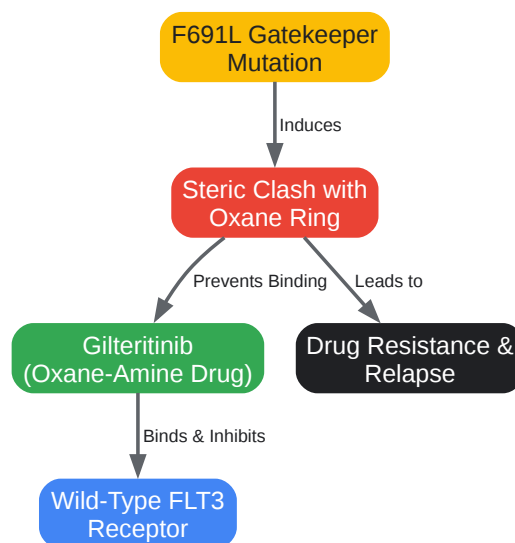 F691L Gatekeeper
Mutation
Induces
Steric Clash with
Oxane Ring
Prevents Binding
Leads to
Gilteritinib
(Oxane-Amine Drug)
Drug Resistance &
Relapse
Binds & Inhibits
Wild-Type FLT3
Receptor